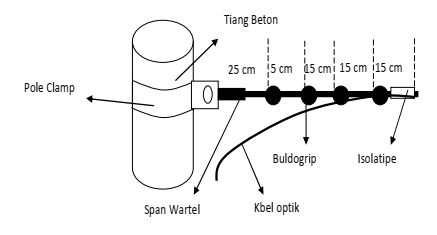 Tiang Beton
25 cm
5 cm
15 cm
15 cm
15 cm
Pole Clamp
Buldogrip
Isolatipe
Span Wartel
Kbel optik